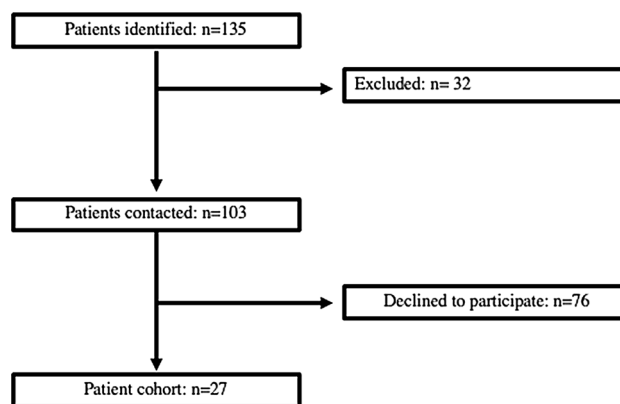 Patients identified: n=135
Excluded: n= 32
Patients contacted: n=103
Declined to participate: n=76
Patient cohort: n=27